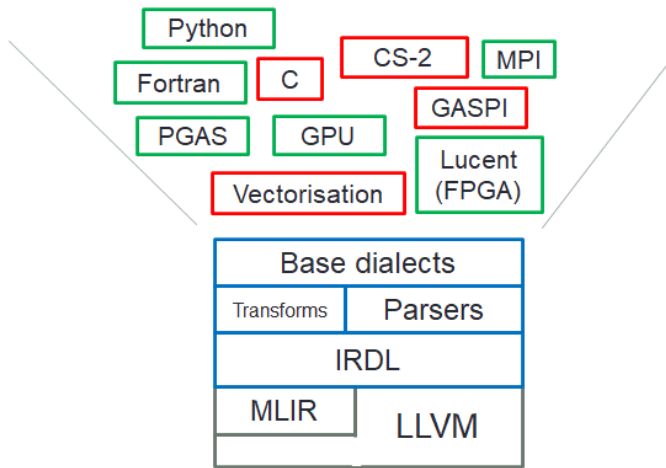 Python
CS-2
MPI
Fortran
C
GASPI
PGAS
GPU
Lucent
(FPGA)
Vectorisation
Base dialects
Transforms
Parsers
IRDL
MLIR
LLVM